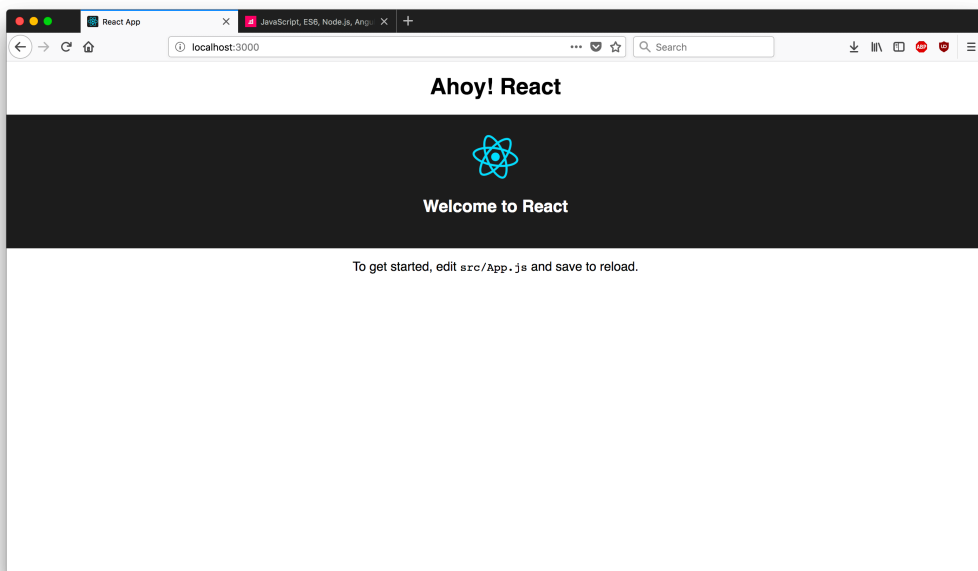 React App
JavaScript, ES6, Node.js, Angu
localhost:3000
Search
ABP
Ahoy! React
Welcome to React
To get started, edit src/App.js and save to reload.